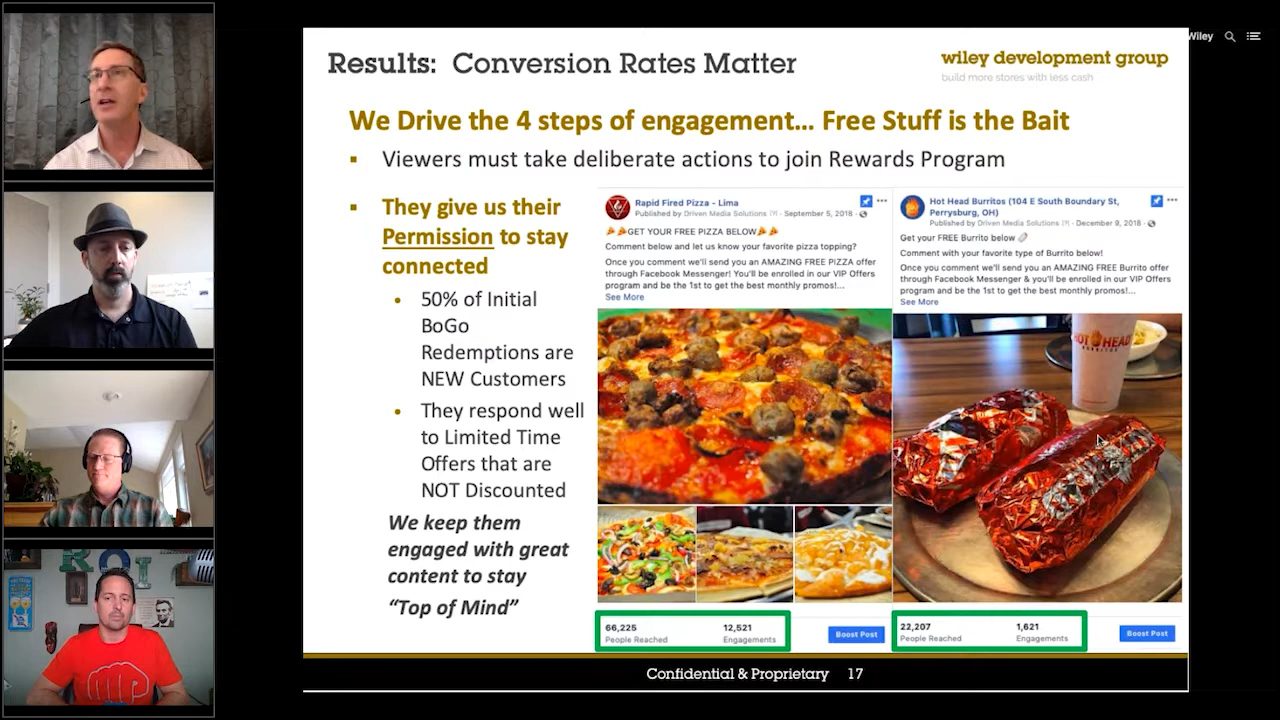 Results: Conversion Rates Matter
wiley development group
build more stores with less cash
Wiley
We Drive the 4 steps of engagement... Free Stuff is the Bait
▪ Viewers must take deliberate actions to join Rewards Program
▪ They give us their
Permission to stay
connected
• 50% of Initial
BoGo
Redemptions are
NEW Customers
• They respond well
to Limited Time
Offers that are
NOT Discounted
We keep them
engaged with great
content to stay
“Top of Mind”
Rapid Fired Pizza - Lima
Published by Driven Media Solutions [?] · September 5, 2018 ·
🍕🍕GET YOUR FREE PIZZA BELOW🍕🍕
Comment below and let us know your favorite pizza topping?
Once you comment we'll send you an AMAZING FREE PIZZA offer
through Facebook Messenger! You'll be enrolled in our VIP Offers
program and be the 1st to get the best monthly promos!...
See More
66,225 12,521
People Reached Engagements
Boost Post
Hot Head Burritos (104 E South Boundary St,
Perrysburg, OH)
Published by Driven Media Solutions [?] · December 9, 2018 ·
Get your FREE Burrito below 🌯
Comment with your favorite type of Burrito below!
Once you comment we'll send you an AMAZING FREE Burrito offer
through Facebook Messenger & you'll be enrolled in our VIP Offers
program and be the 1st to get the best monthly promos!...
See More
HOT HEAD
BURRITOS
22,207 1,621
People Reached Engagements
Boost Post
Confidential & Proprietary 17
ROI